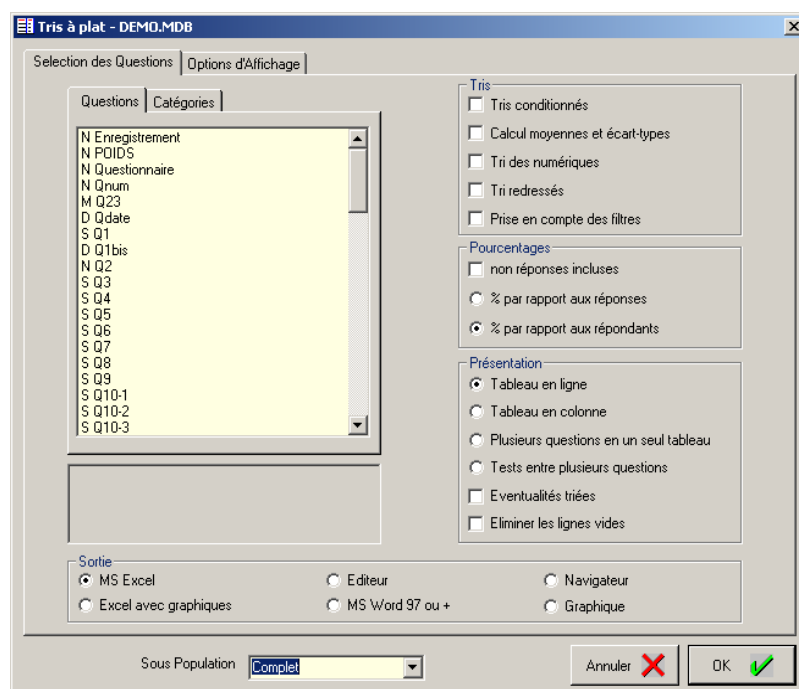 Tris à plat - DEMO.MDB
Selection des Questions
Options d'Affichage
Questions
Catégories
N Enregistrement
N POIDS
N Questionnaire
N Qnum
M Q23
D Qdate
S Q1
D Q1bis
N Q2
S Q3
S Q4
S Q5
S Q6
S Q7
S Q8
S Q9
S Q10-1
S Q10-2
S Q10-3
Tris
Tris conditionnés
Calcul moyennes et écart-types
Tri des numériques
Tri redressés
Prise en compte des filtres
Pourcentages
non réponses incluses
% par rapport aux réponses
% par rapport aux répondants
Présentation
Tableau en ligne
Tableau en colonne
Plusieurs questions en un seul tableau
Tests entre plusieurs questions
Eventualités triées
Eliminer les lignes vides
Sortie
MS Excel
Editeur
Navigateur
Excel avec graphiques
MS Word 97 ou +
Graphique
Sous Population
Complet
Annuler
OK